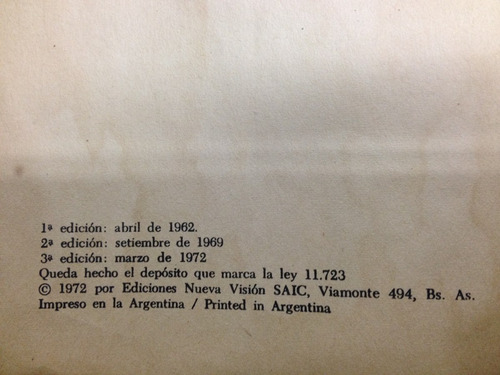 1ª edición: abril de 1962.
2ª edición: setiembre de 1969
3ª edición: marzo de 1972
Queda hecho el depósito que marca la ley 11.723
© 1972 por Ediciones Nueva Visión SAIC, Viamonte 494, Bs. As.
Impreso en la Argentina / Printed in Argentina